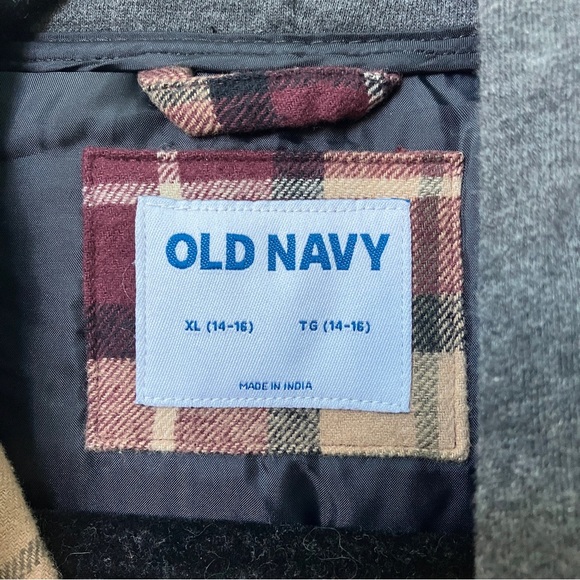 OLD NAVY
XL (14-16) TG (14-16)
MADE IN INDIA